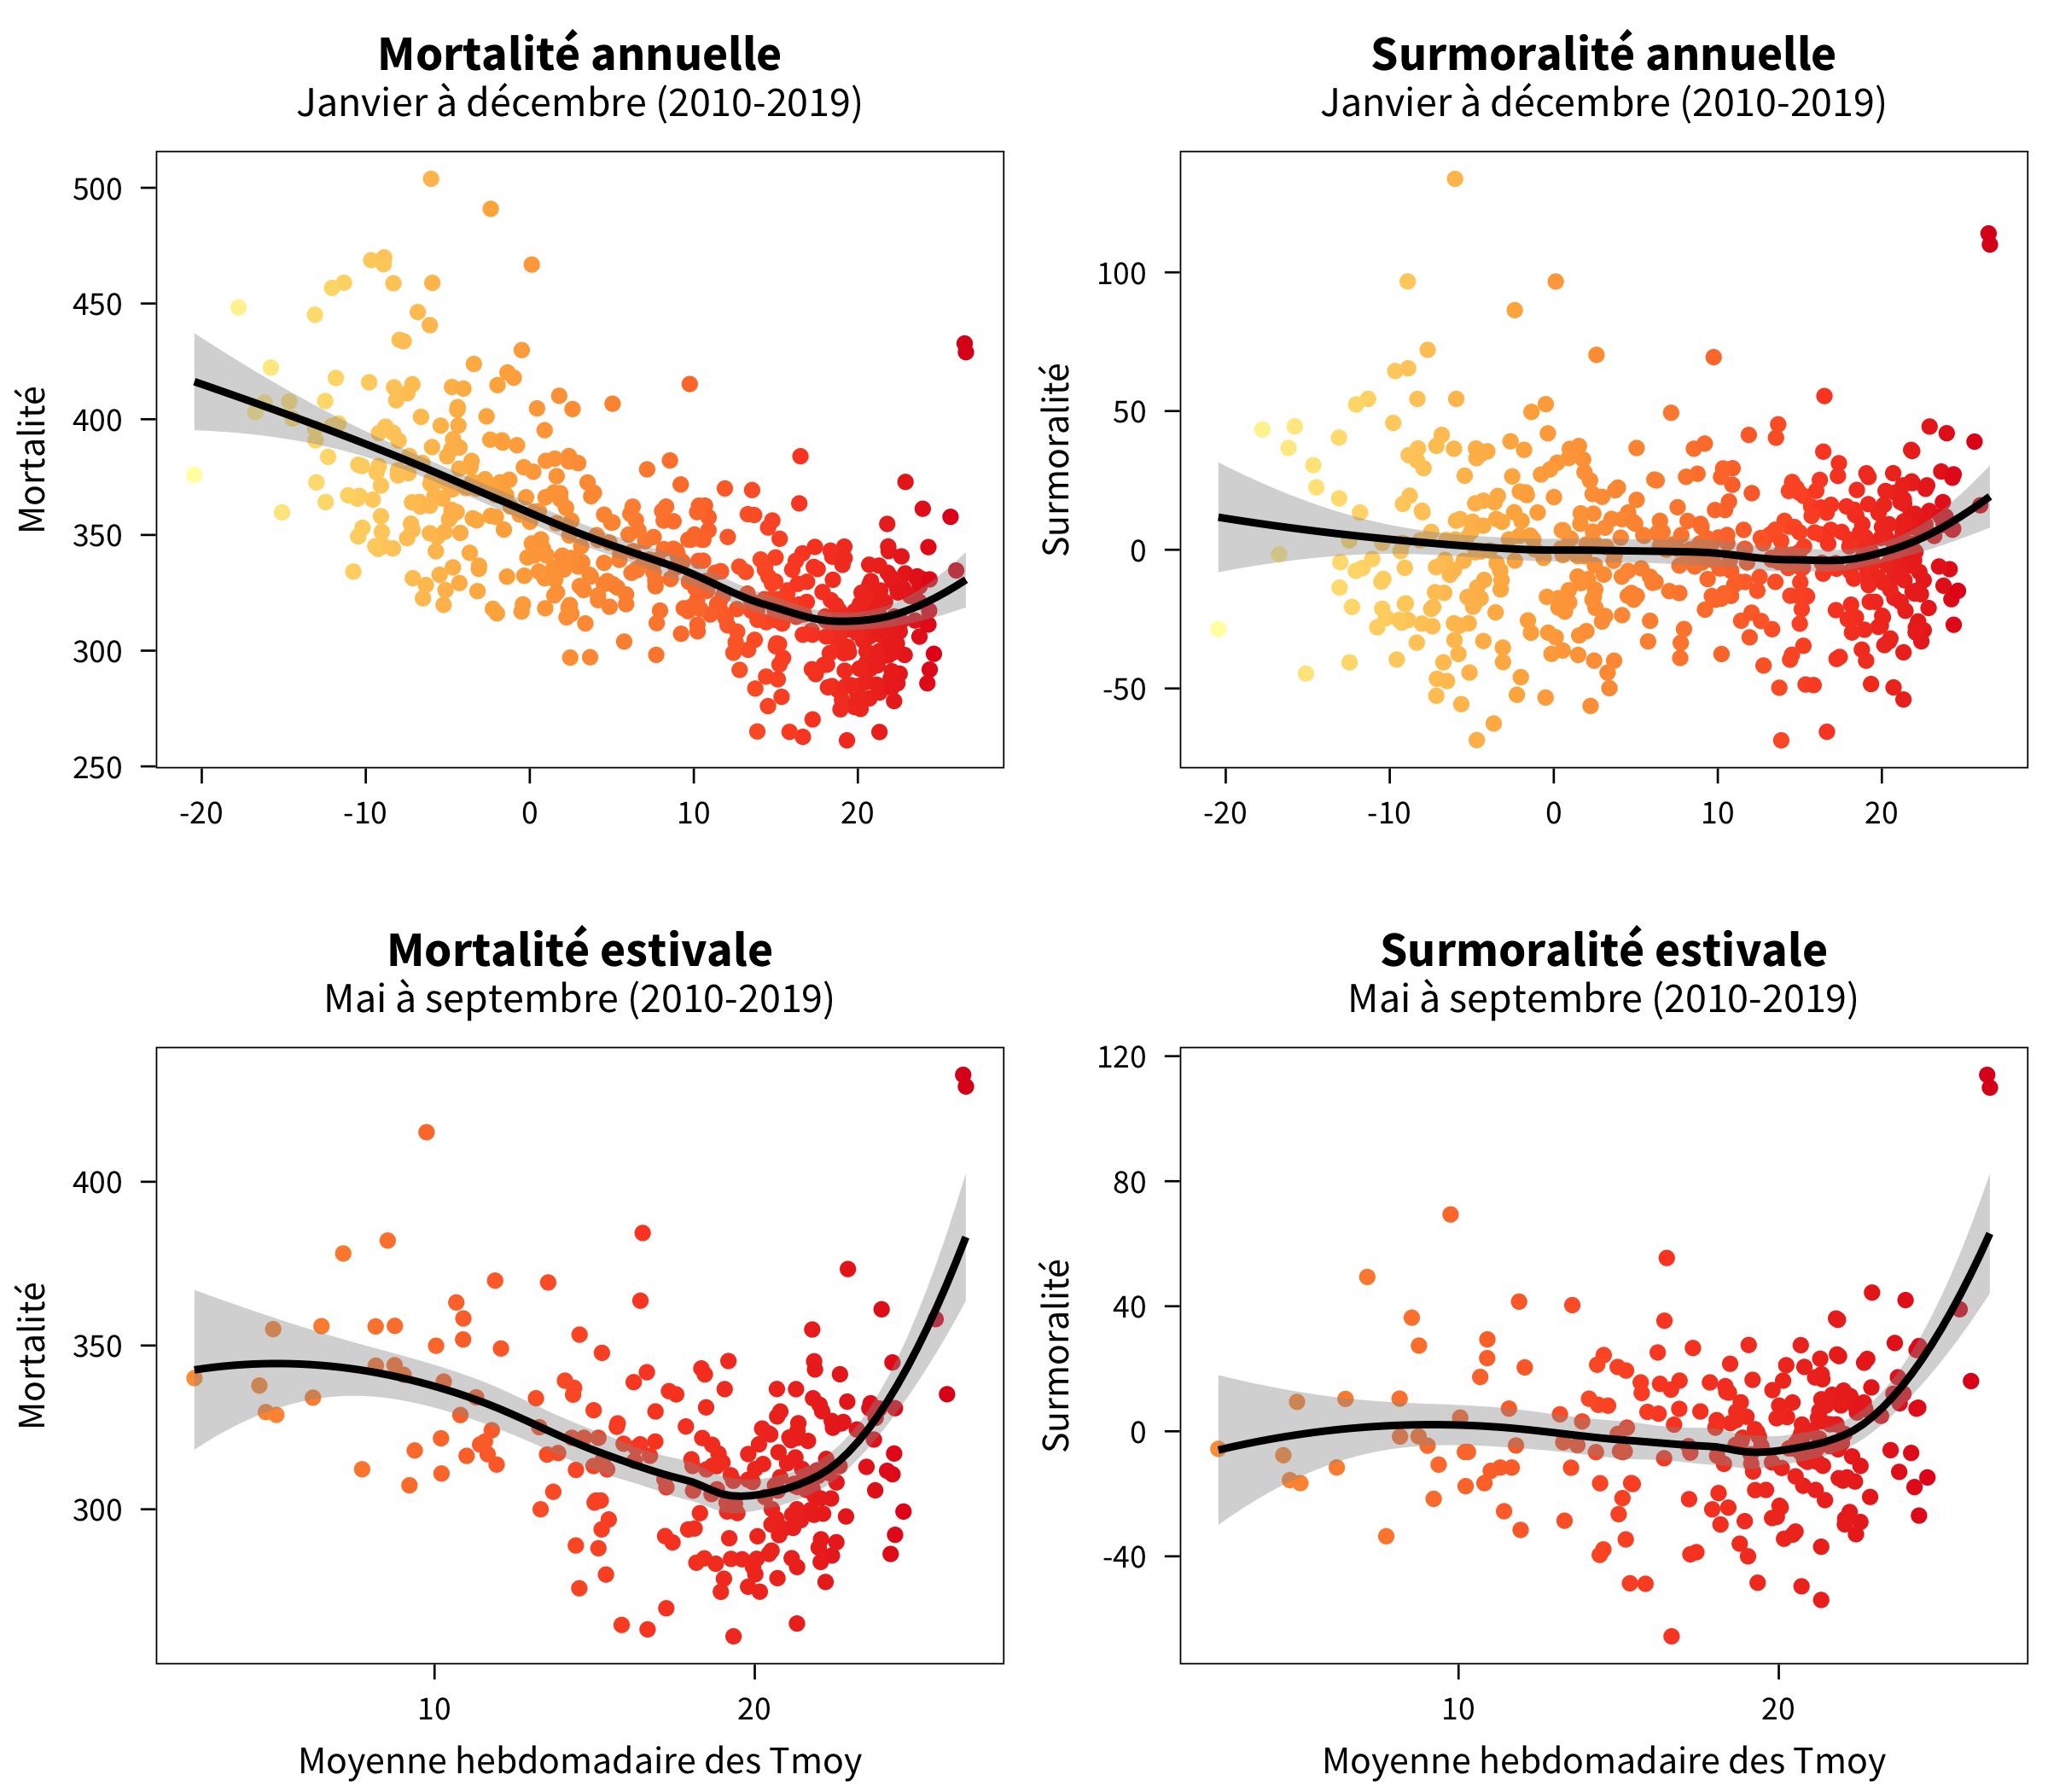 Mortalité annuelle
Janvier à décembre (2010-2019)
Mortalité
500
450
400
350
300
250
-20
-10
0
10
20
Surmoralité annuelle
Janvier à décembre (2010-2019)
Surmoralité
100
50
0
-50
-20
-10
0
10
20
Mortalité estivale
Mai à septembre (2010-2019)
Mortalité
400
350
300
10
20
Moyenne hebdomadaire des Tmoy
Surmoralité estivale
Mai à septembre (2010-2019)
Surmoralité
120
80
40
0
-40
10
20
Moyenne hebdomadaire des Tmoy